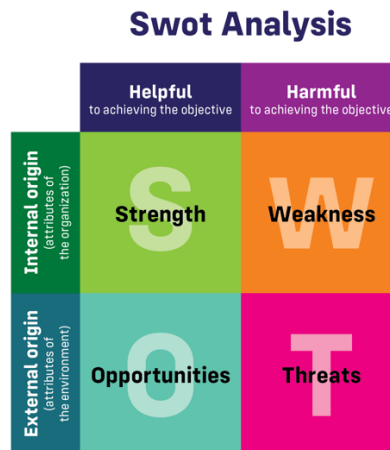 Swot Analysis
Helpful
to achieving the objective
Harmful
to achieving the objective
Internal origin
(attributes of
the organization)
S
Strength
W
Weakness
External origin
(attributes of
the environment)
O
Opportunities
T
Threats